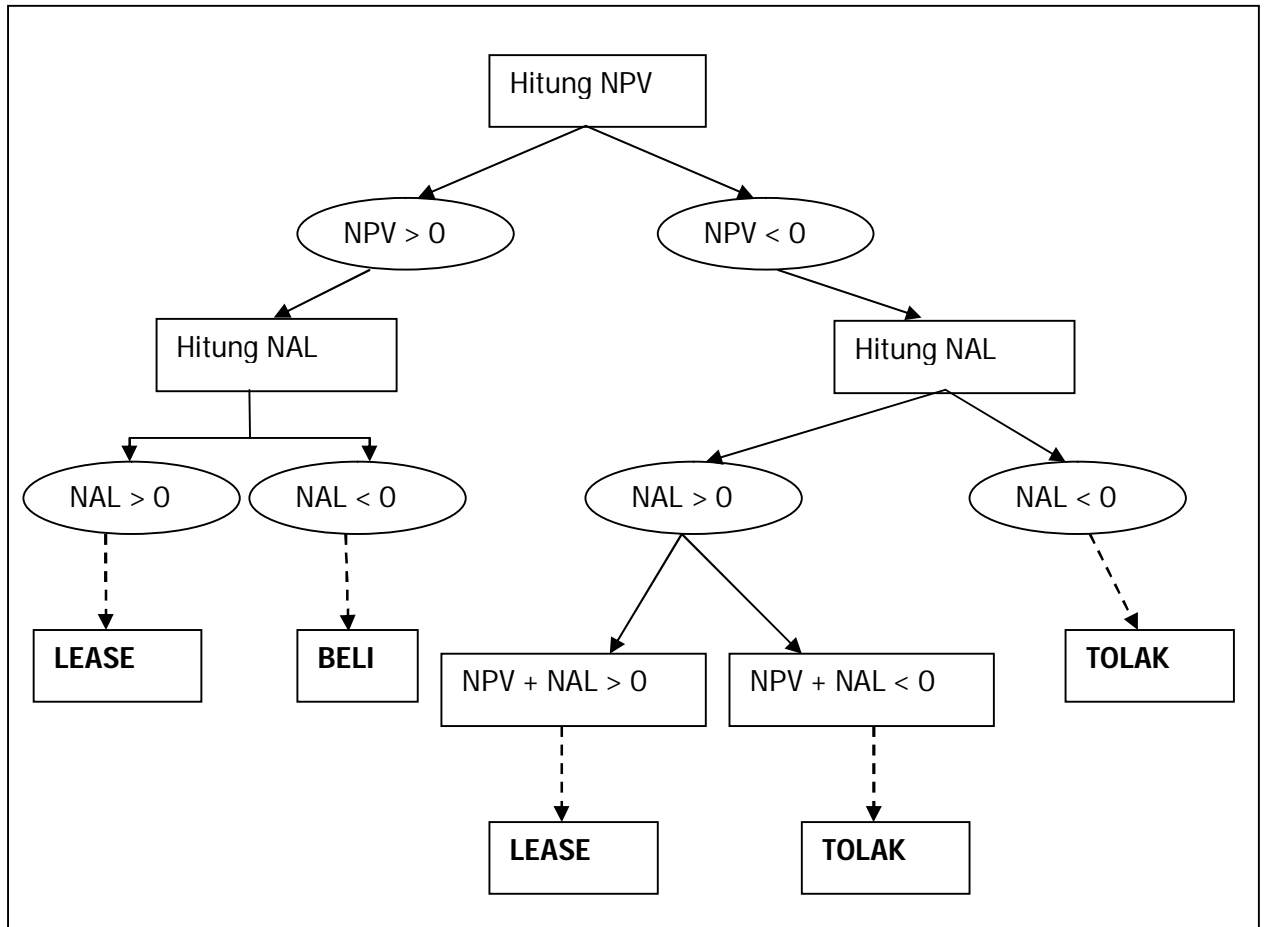 Hitung NPV
NPV > 0
NPV < 0
Hitung NAL
Hitung NAL
NAL > 0
NAL < 0
NAL > 0
NAL < 0
LEASE
BELI
NPV + NAL > 0
NPV + NAL < 0
TOLAK
LEASE
TOLAK